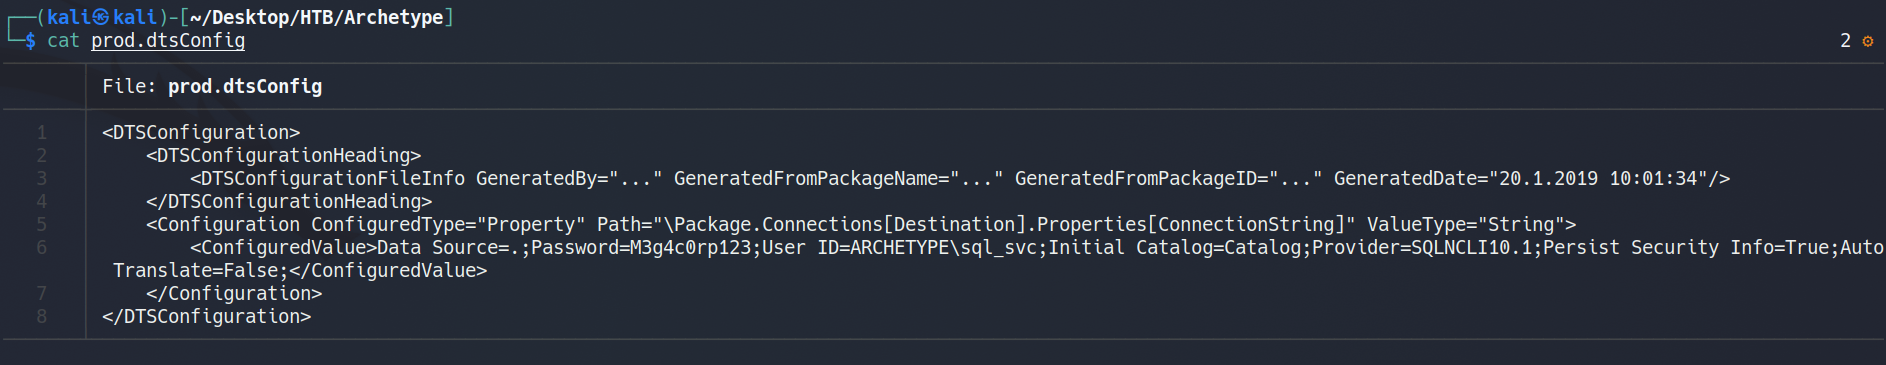 ┌──(kali㉿kali)-[~/Desktop/HTB/Archetype]
└─$ cat prod.dtsConfig 2 ⚙
File: prod.dtsConfig
1 <DTSConfiguration>
2 <DTSConfigurationHeading>
3 <DTSConfigurationFileInfo GeneratedBy="..." GeneratedFromPackageName="..." GeneratedFromPackageID="..." GeneratedDate="20.1.2019 10:01:34"/>
4 </DTSConfigurationHeading>
5 <Configuration ConfiguredType="Property" Path="\Package.Connections[Destination].Properties[ConnectionString]" ValueType="String">
6 <ConfiguredValue>Data Source=.;Password=M3g4c0rp123;User ID=ARCHETYPE\sql_svc;Initial Catalog=Catalog;Provider=SQLNCLI10.1;Persist Security Info=True;Auto
Translate=False;</ConfiguredValue>
7 </Configuration>
8 </DTSConfiguration>